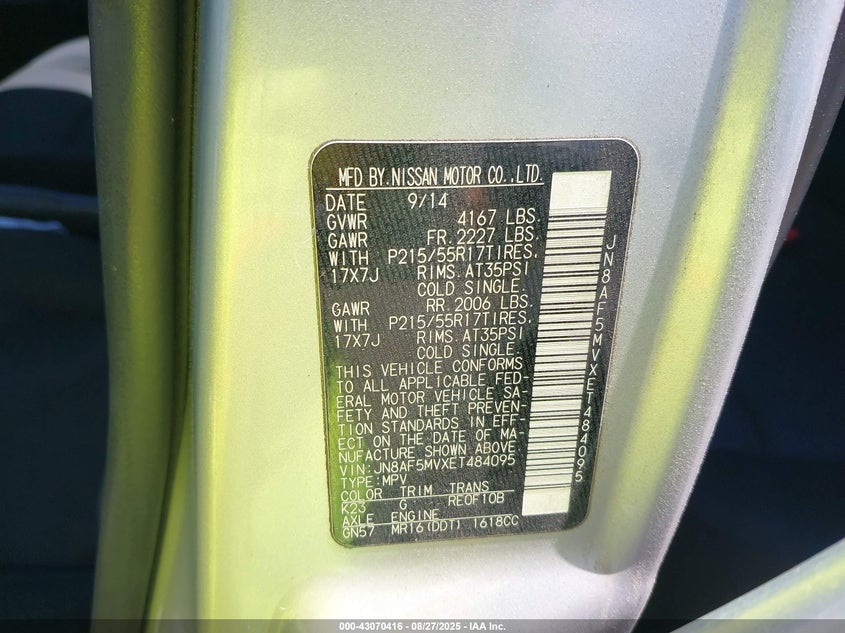 MFD BY.NISSAN MOTOR CO.,LTD.
DATE 9/14
GVWR 4167 LBS.
GAWR FR.2227 LBS.
WITH P215/55R17TIRES,
17X7J RIMS.AT35PSI
COLD SINGLE.
GAWR RR.2006 LBS.
WITH P215/55R17TIRES,
17X7J RIMS.AT35PSI
COLD SINGLE.
THIS VEHICLE CONFORMS
TO ALL APPLICABLE FED-
ERAL MOTOR VEHICLE SA-
FETY AND THEFT PREVEN-
TION STANDARDS IN EFF-
ECT ON THE DATE OF MA-
NUFACTURE SHOWN ABOVE.
VIN:JN8AF5MVXET484095
TYPE:MPV
COLOR TRIM TRANS
K23 G RE0F10B
AXLE ENGINE
GN57 MR16(DDT) 1618CC
JN8AF5MVXET484095
000-43070416 - 08/27/2025 - IAA Inc.